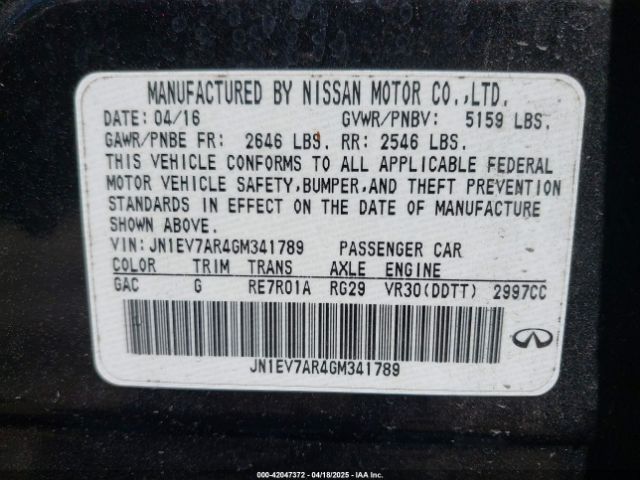 MANUFACTURED BY NISSAN MOTOR CO.,LTD.
DATE: 04/16 GVWR/PNBV: 5159 LBS.
GAWR/PNBE FR: 2646 LBS. RR: 2546 LBS.
THIS VEHICLE CONFORMS TO ALL APPLICABLE FEDERAL
MOTOR VEHICLE SAFETY,BUMPER,AND THEFT PREVENTION
STANDARDS IN EFFECT ON THE DATE OF MANUFACTURE
SHOWN ABOVE.
VIN: JN1EV7AR4GM341789 PASSENGER CAR
COLOR TRIM TRANS AXLE ENGINE
GAC G RE7R01A RG29 VR30(DDTT) 2997CC
JN1EV7AR4GM341789
000-42047372 - 04/18/2025 - IAA Inc.